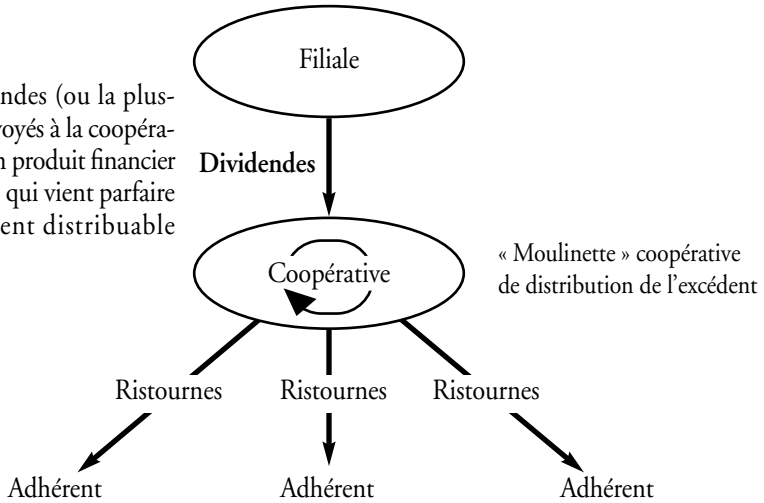 Filiale
ndes (ou la plus-
voyés à la coopéra-
n produit financier
qui vient parfaire
ent distribuable
Dividendes
Coopérative
« Moulinette » coopérative
de distribution de l’excédent
Ristournes Ristournes Ristournes
Adhérent Adhérent Adhérent